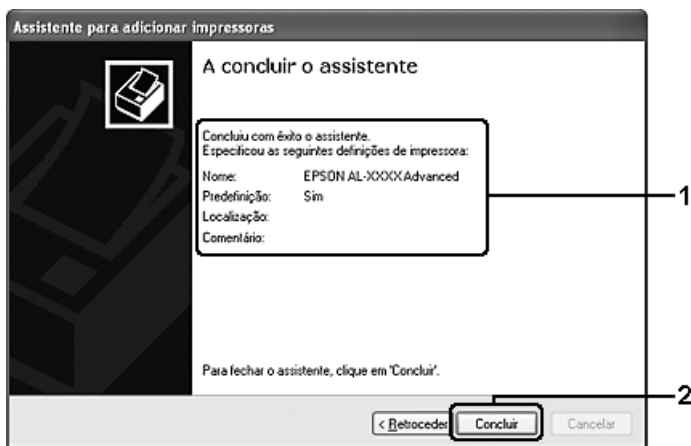 Assistente para adicionar impressoras
A concluir o assistente
Concluiu com êxito o assistente.
Especificou as seguintes definições de impressora:
Nome: EPSON AL-XXXX Advanced
Predefinição: Sim
Localização:
Comentário:
1
Para fechar o assistente, clique em 'Concluir'.
2
< Retroceder Concluir Cancelar